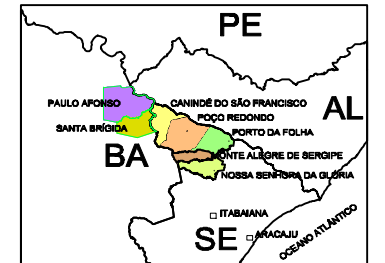 PE
AL
PAULO AFONSO
CANINDÉ DO SÃO FRANCISCO
POÇO REDONDO
SANTA BRÍGIDA
PORTO DA FOLHA
BA
MONTE ALEGRE DE SERGIPE
NOSSA SENHORA DA GLÓRIA
ITABAIANA
SE
ARACAJU
OCEANO ATLÂNTICO